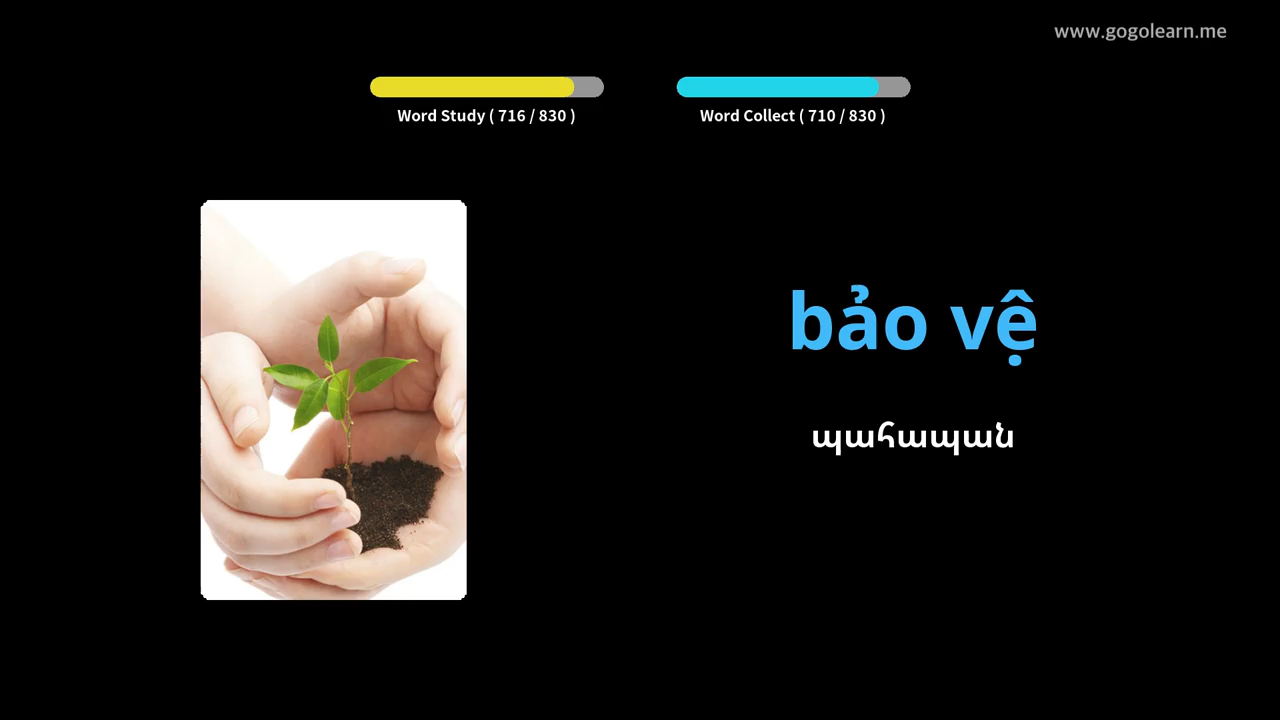 www.gogolearn.me
Word Study ( 716 / 830 )
Word Collect ( 710 / 830 )
bảo vệ
պահապան